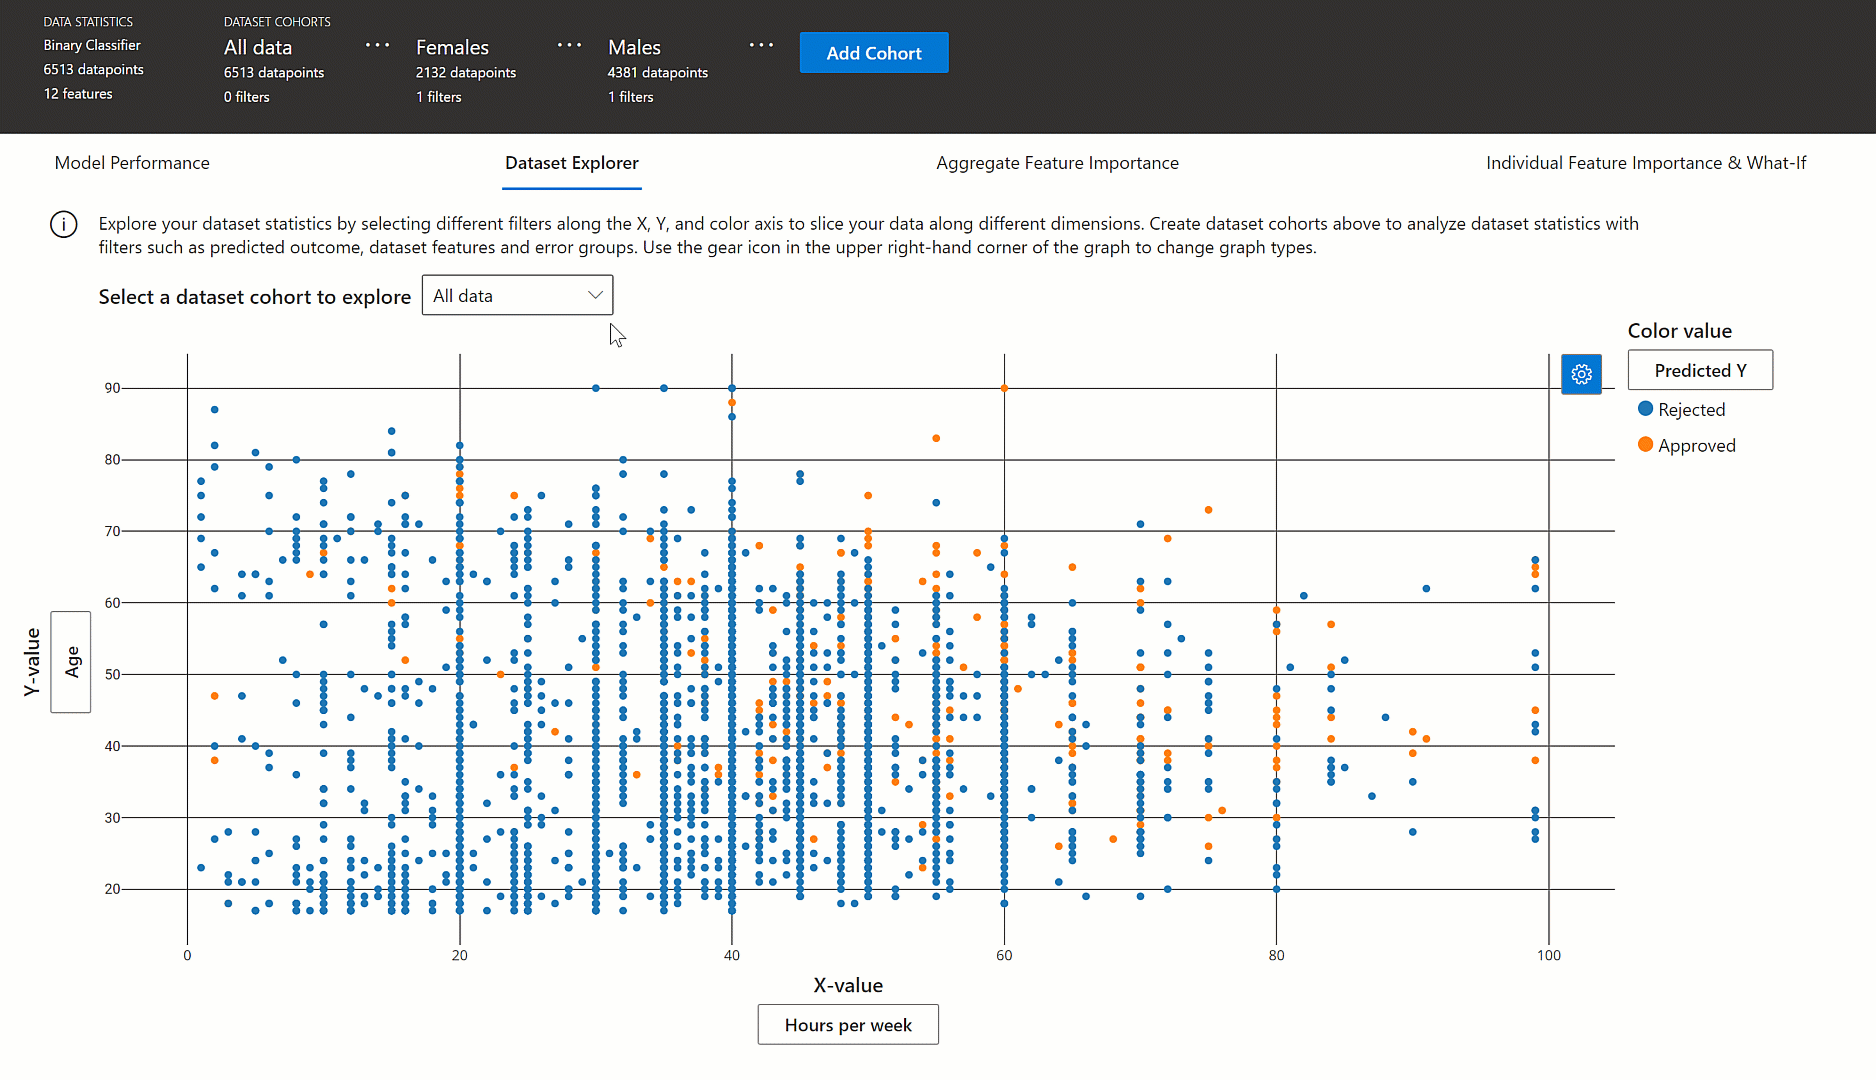 DATA STATISTICS
Binary Classifier
6513 datapoints
12 features
DATASET COHORTS
All data
6513 datapoints
0 filters
Females
2132 datapoints
1 filters
Males
4381 datapoints
1 filters
Add Cohort
Model Performance
Dataset Explorer
Aggregate Feature Importance
Individual Feature Importance & What-If
i
Explore your dataset statistics by selecting different filters along the X, Y, and color axis to slice your data along different dimensions. Create dataset cohorts above to analyze dataset statistics with
filters such as predicted outcome, dataset features and error groups. Use the gear icon in the upper right-hand corner of the graph to change graph types.
Select a dataset cohort to explore
All data
Color value
Predicted Y
Rejected
Approved
Y-value
Age
90
80
70
60
50
40
30
20
0
20
40
60
80
100
X-value
Hours per week